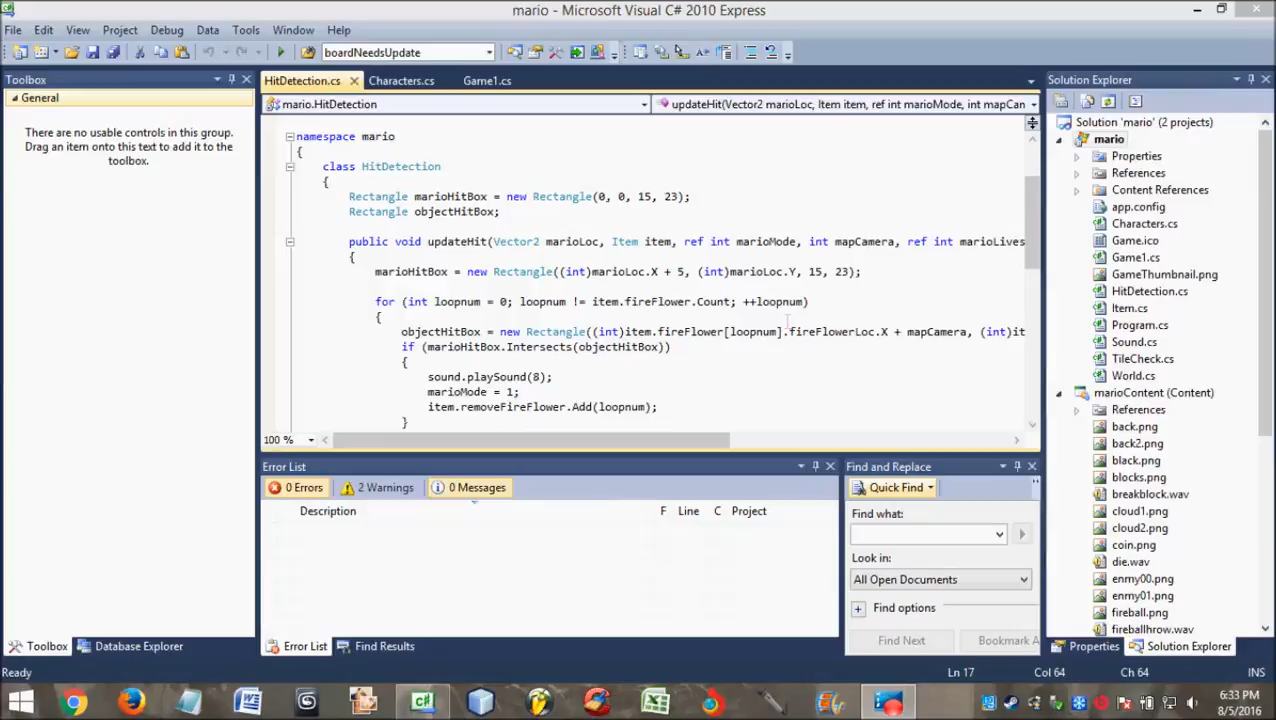 mario - Microsoft Visual C# 2010 Express
File Edit View Project Debug Data Tools Window Help
boardNeedsUpdate
Toolbox
General
There are no usable controls in this group.
Drag an item onto this text to add it to the
toolbox.
Toolbox Database Explorer
HitDetection.cs Characters.cs Game1.cs
mario.HitDetection updateHit(Vector2 marioLoc, Item item, ref int marioMode, int mapCan
namespace mario
{
class HitDetection
{
Rectangle marioHitBox = new Rectangle(0, 0, 15, 23);
Rectangle objectHitBox;
public void updateHit(Vector2 marioLoc, Item item, ref int marioMode, int mapCamera, ref int marioLives
{
marioHitBox = new Rectangle((int)marioLoc.X + 5, (int)marioLoc.Y, 15, 23);
for (int loopnum = 0; loopnum != item.fireFlower.Count; ++loopnum)
{
objectHitBox = new Rectangle((int)item.fireFlower[loopnum].fireFlowerLoc.X + mapCamera, (int)it
if (marioHitBox.Intersects(objectHitBox))
{
sound.playSound(8);
marioMode = 1;
item.removeFireFlower.Add(loopnum);
}
100 %
Error List
0 Errors 2 Warnings 0 Messages
Description F Line C Project
Error List Find Results
Find and Replace
Quick Find
Find what:
Look in:
All Open Documents
Find options
Find Next Bookmark A
Solution Explorer
Solution 'mario' (2 projects)
mario
Properties
References
Content References
app.config
Characters.cs
Game.ico
Game1.cs
GameThumbnail.png
HitDetection.cs
Item.cs
Program.cs
Sound.cs
TileCheck.cs
World.cs
marioContent (Content)
References
back.png
back2.png
black.png
blocks.png
breakblock.wav
cloud1.png
cloud2.png
coin.png
die.wav
enmy00.png
enmy01.png
fireball.png
fireballhrow.wav
Properties Solution Explorer
Ready Ln 17 Col 64 Ch 64 INS
6:33 PM
8/5/2016